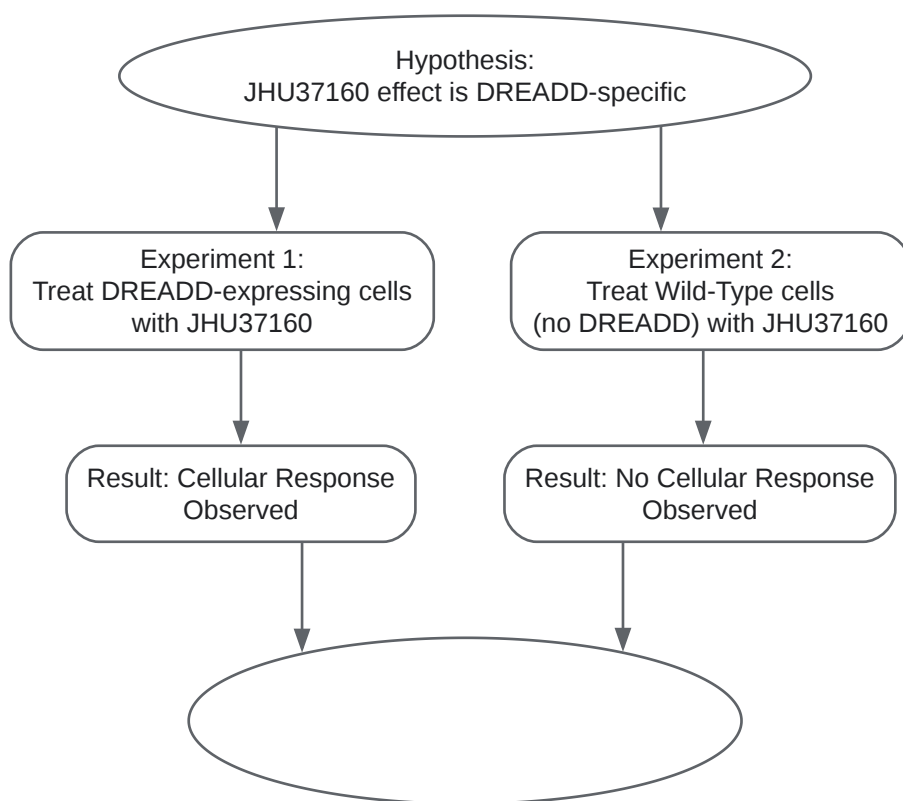 Hypothesis:
JHU37160 effect is DREADD-specific
Experiment 1:
Treat DREADD-expressing cells
with JHU37160
Experiment 2:
Treat Wild-Type cells
(no DREADD) with JHU37160
Result: Cellular Response
Observed
Result: No Cellular Response
Observed